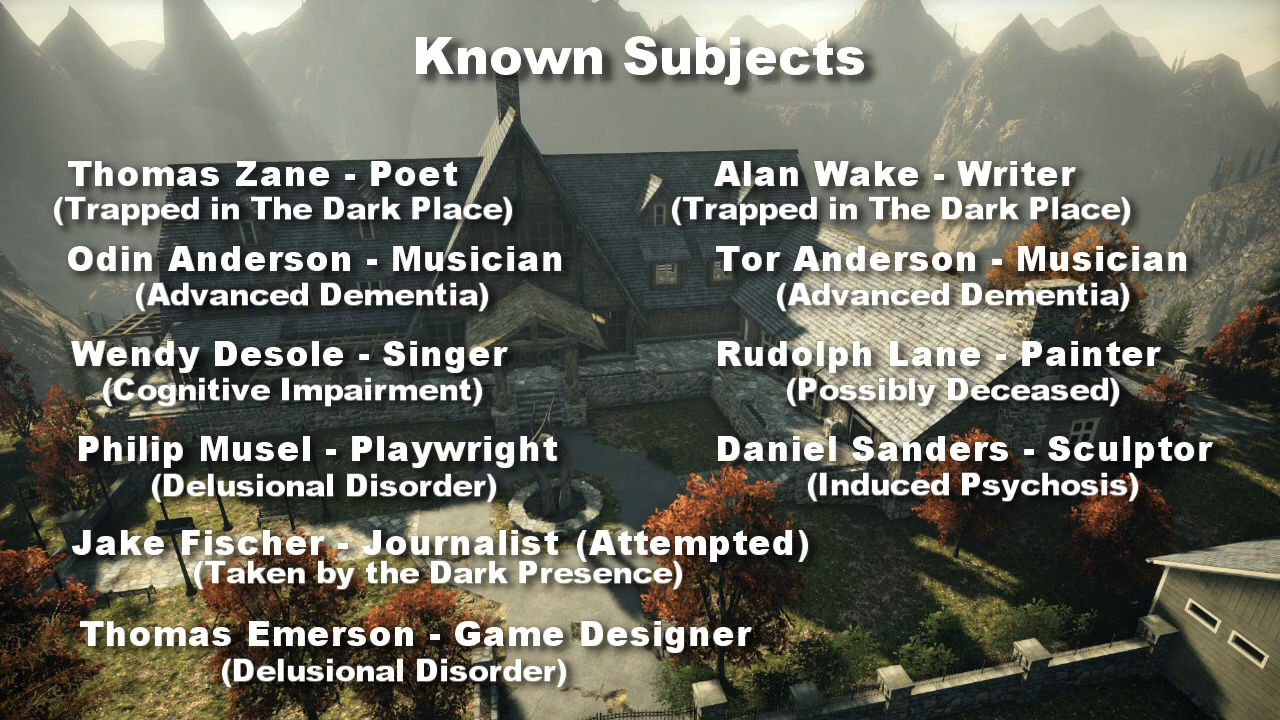 Known Subjects
Thomas Zane - Poet
(Trapped in The Dark Place)
Alan Wake - Writer
(Trapped in The Dark Place)
Odin Anderson - Musician
(Advanced Dementia)
Tor Anderson - Musician
(Advanced Dementia)
Wendy Desole - Singer
(Cognitive Impairment)
Rudolph Lane - Painter
(Possibly Deceased)
Philip Musel - Playwright
(Delusional Disorder)
Daniel Sanders - Sculptor
(Induced Psychosis)
Jake Fischer - Journalist (Attempted)
(Taken by the Dark Presence)
Thomas Emerson - Game Designer
(Delusional Disorder)